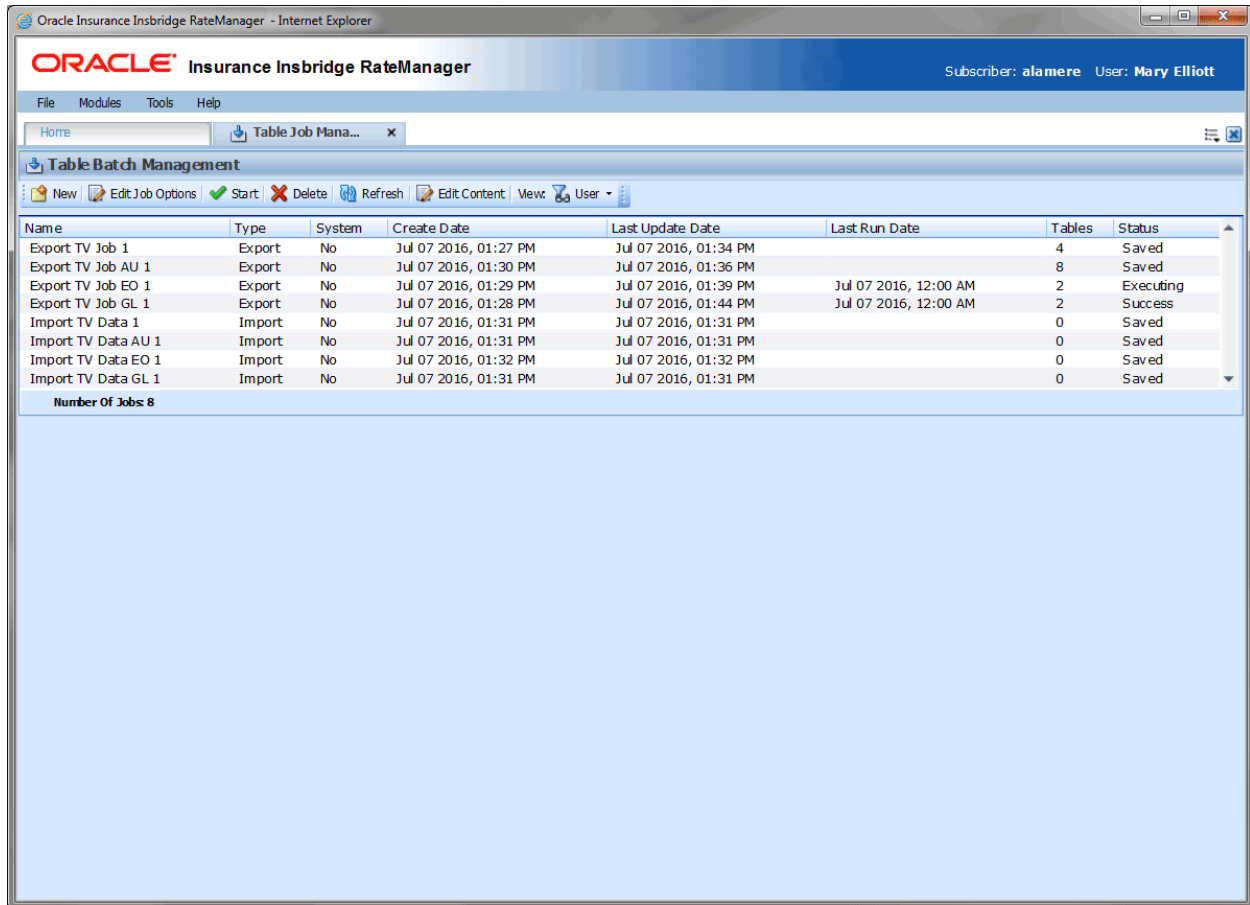 Oracle Insurance Insbridge RateManager - Internet Explorer
ORACLE Insurance Insbridge RateManager
Subscriber: alamere User: Mary Elliott
File Modules Tools Help
Home Table Job Mana... x
Table Batch Management
New Edit Job Options Start Delete Refresh Edit Content View: User
Name Type System Create Date Last Update Date Last Run Date Tables Status
Export TV Job 1 Export No Jul 07 2016, 01:27 PM Jul 07 2016, 01:34 PM 4 Saved
Export TV Job AU 1 Export No Jul 07 2016, 01:30 PM Jul 07 2016, 01:36 PM 8 Saved
Export TV Job EO 1 Export No Jul 07 2016, 01:29 PM Jul 07 2016, 01:39 PM Jul 07 2016, 12:00 AM 2 Executing
Export TV Job GL 1 Export No Jul 07 2016, 01:28 PM Jul 07 2016, 01:44 PM Jul 07 2016, 12:00 AM 2 Success
Import TV Data 1 Import No Jul 07 2016, 01:31 PM Jul 07 2016, 01:31 PM 0 Saved
Import TV Data AU 1 Import No Jul 07 2016, 01:31 PM Jul 07 2016, 01:31 PM 0 Saved
Import TV Data EO 1 Import No Jul 07 2016, 01:32 PM Jul 07 2016, 01:32 PM 0 Saved
Import TV Data GL 1 Import No Jul 07 2016, 01:31 PM Jul 07 2016, 01:31 PM 0 Saved
Number Of Jobs: 8